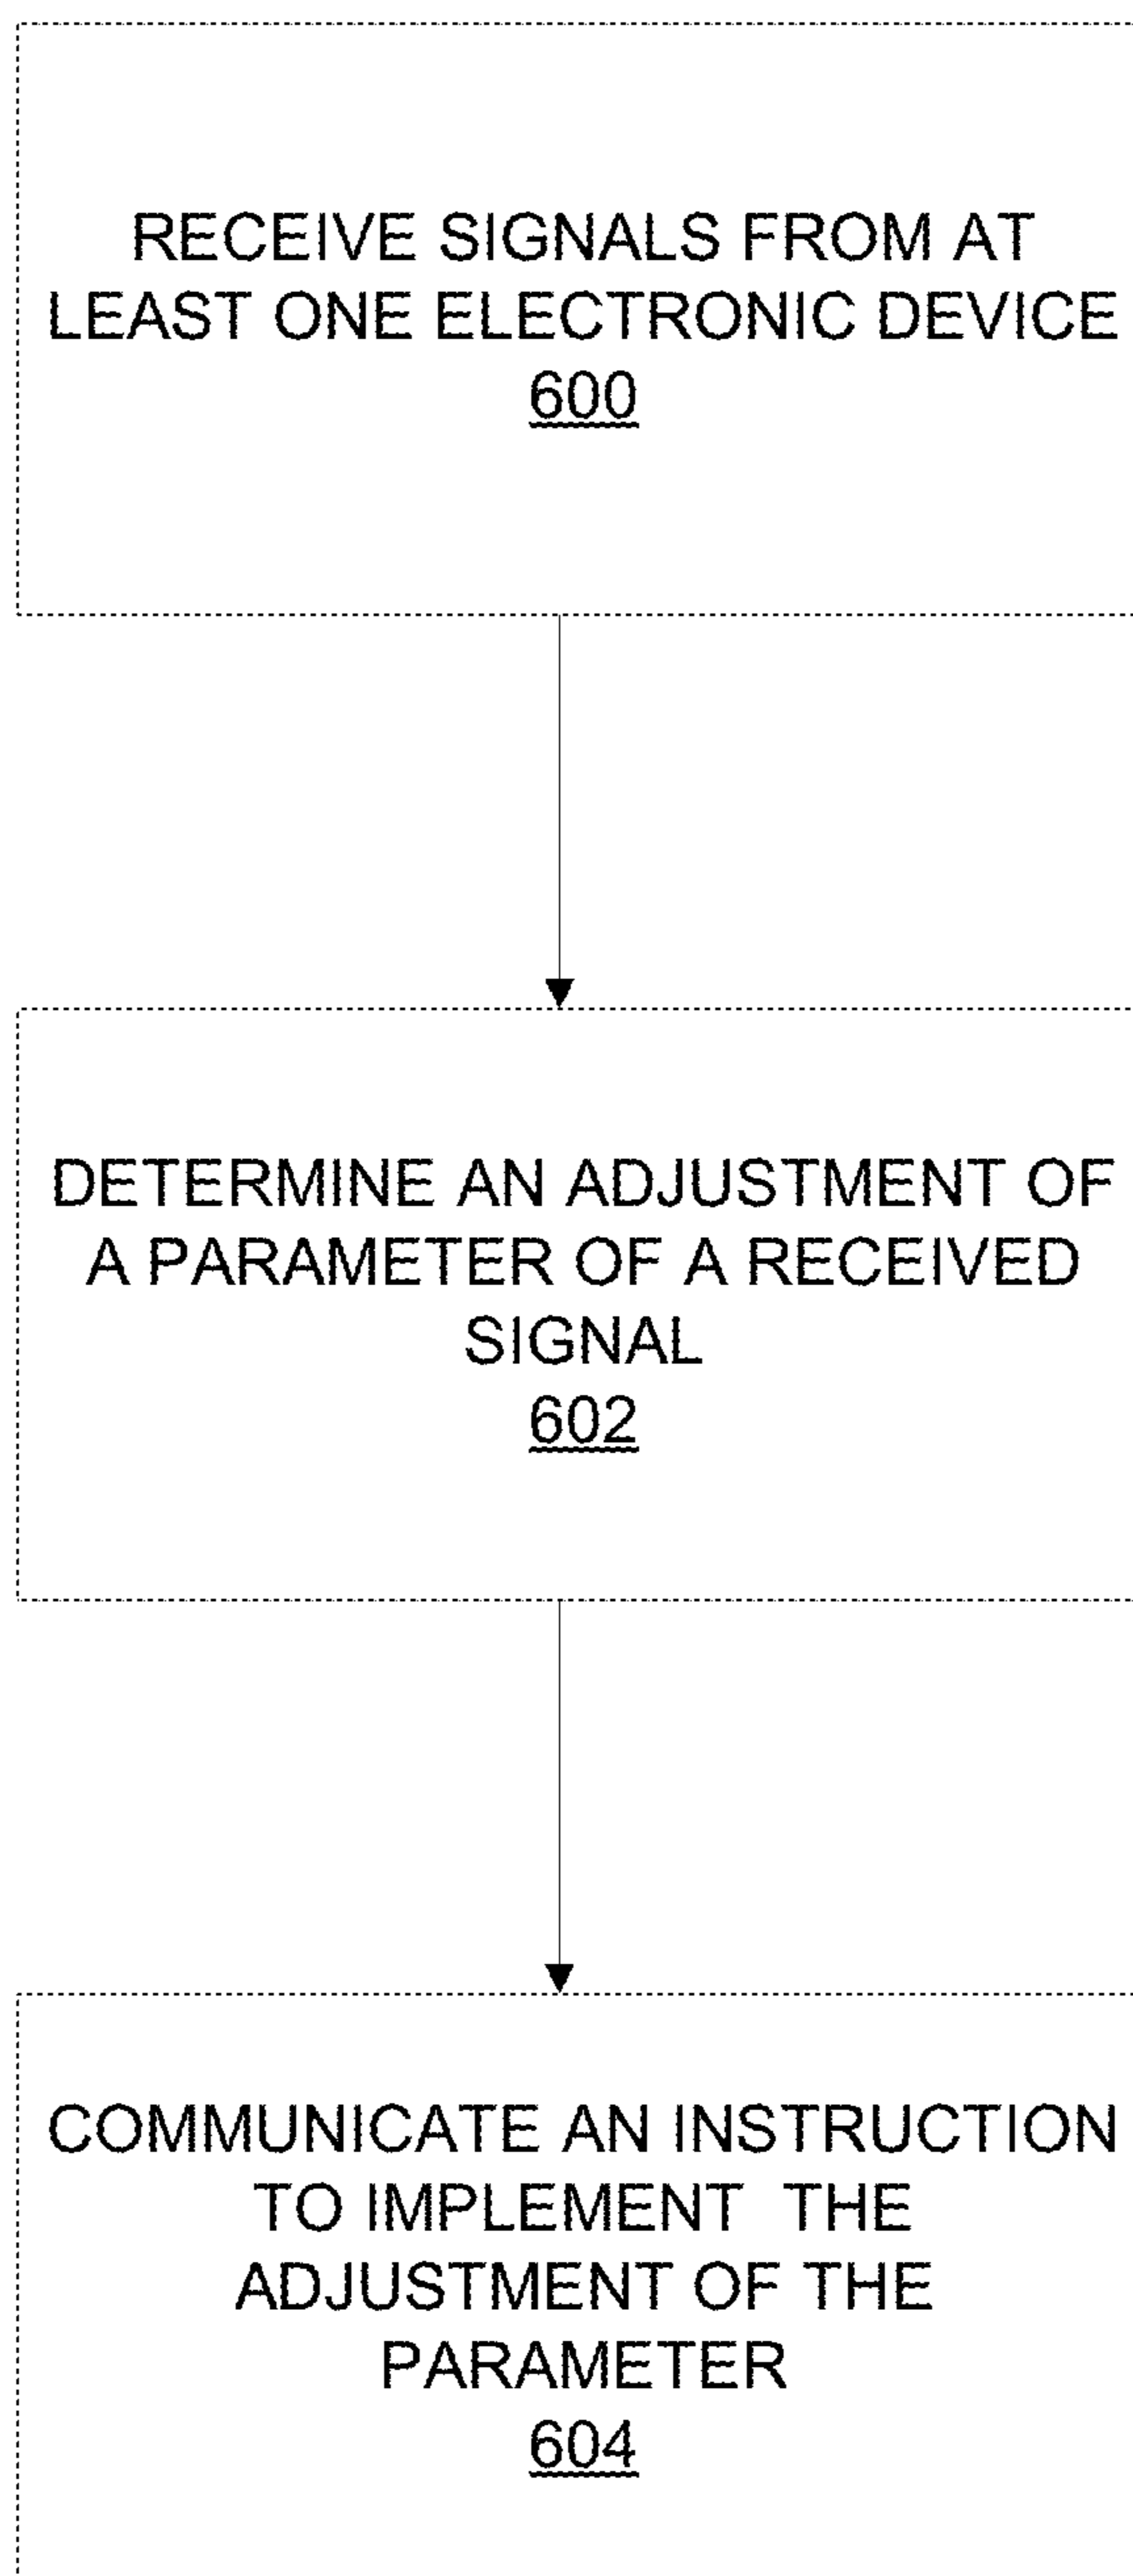 RECEIVE SIGNALS FROM AT
LEAST ONE ELECTRONIC DEVICE
600
DETERMINE AN ADJUSTMENT OF
A PARAMETER OF A RECEIVED
SIGNAL
602
COMMUNICATE AN INSTRUCTION
TO IMPLEMENT THE
ADJUSTMENT OF THE
PARAMETER
604